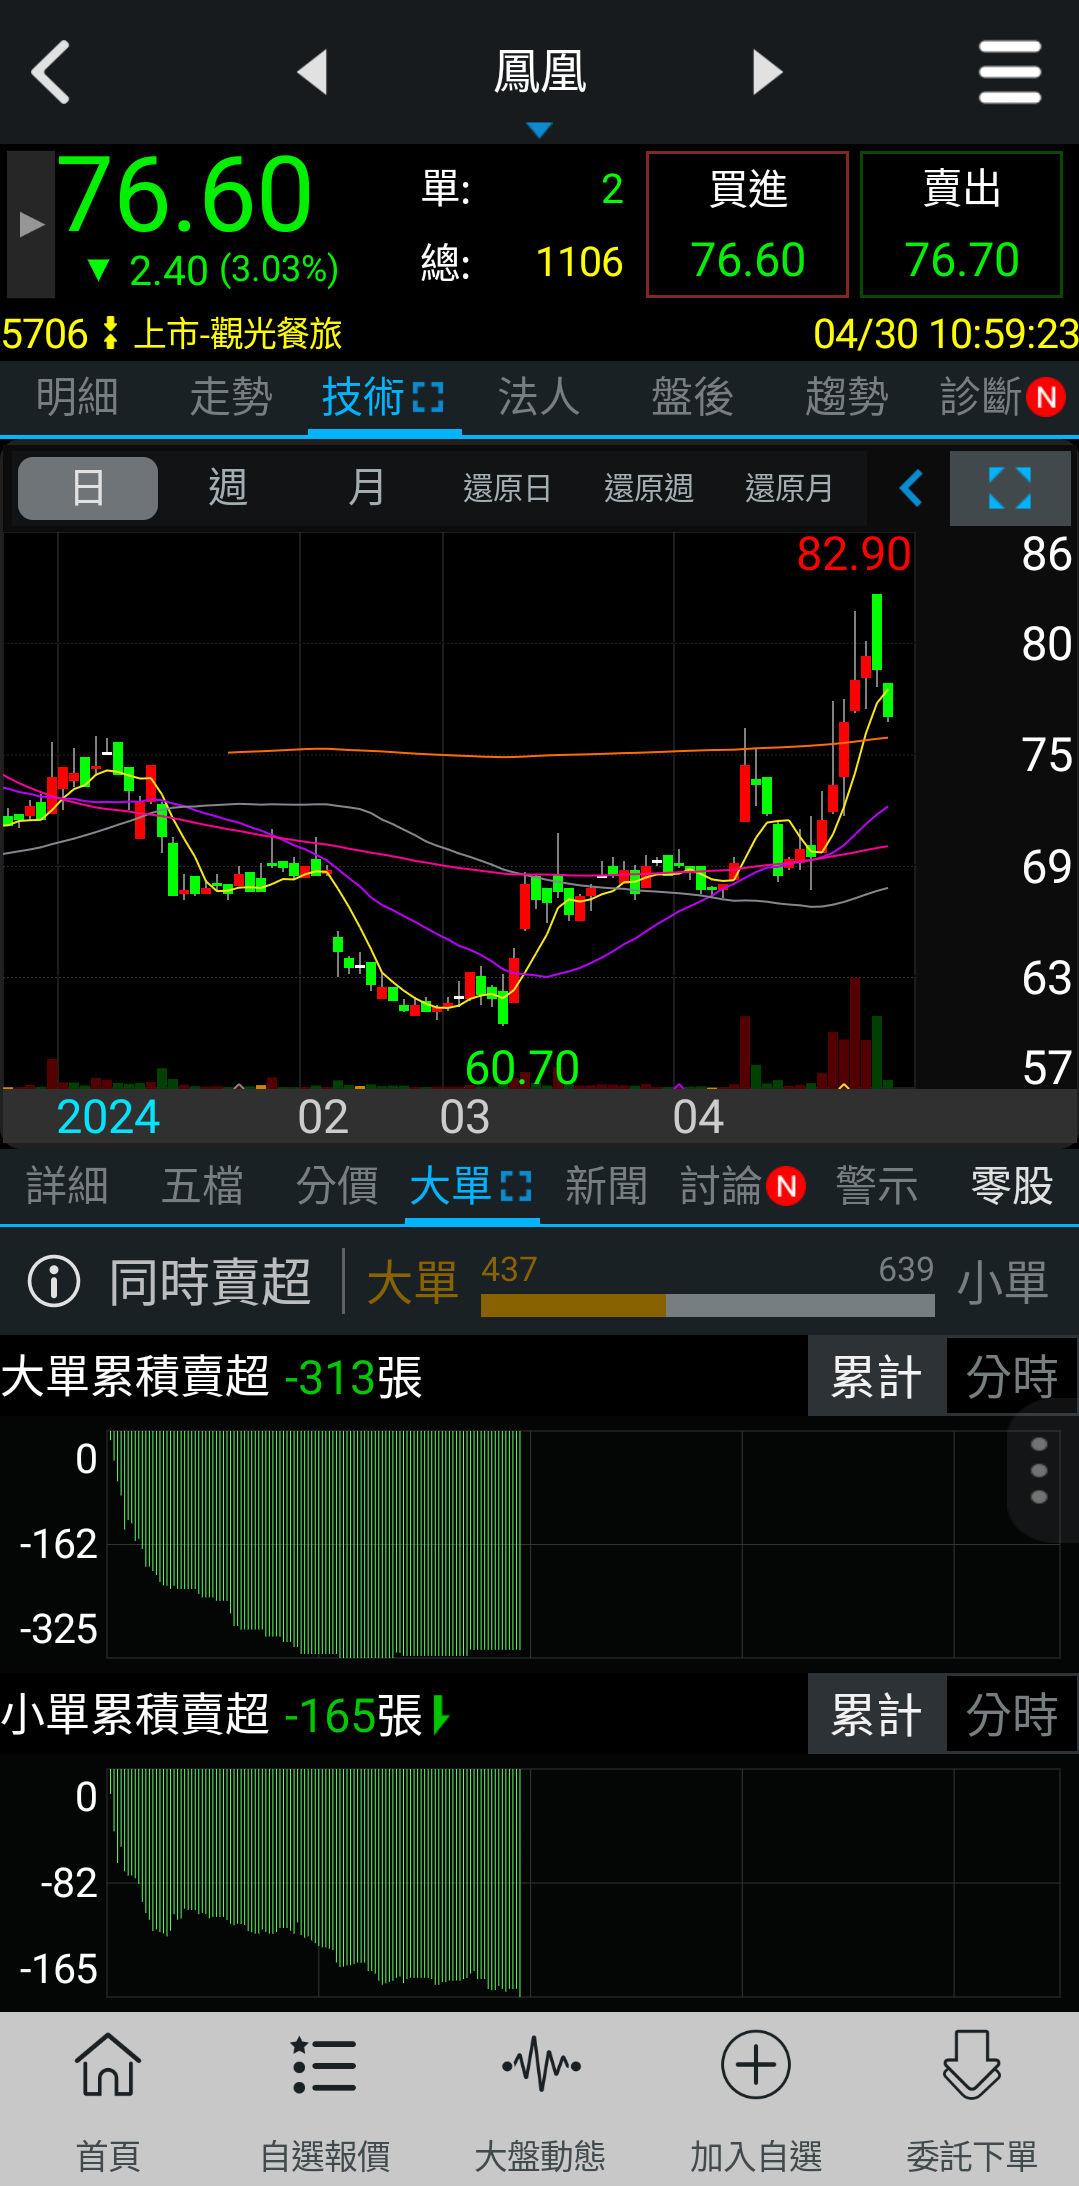 鳳凰
76.60 單: 2 買進 賣出
▼ 2.40 (3.03%) 總: 1106 76.60 76.70
5706 上市-觀光餐旅 04/30 10:59:23
明細 走勢 技術 法人 盤後 趨勢 診斷 N
日 週 月 還原日 還原週 還原月
82.90 86
80
75
69
63
60.70 57
2024 02 03 04
詳細 五檔 分價 大單 新聞 討論 N 警示 零股
同時賣超 大單 437 639 小單
大單累積賣超 -313張 累計 分時
0
-162
-325
小單累積賣超 -165張 累計 分時
0
-82
-165
首頁 自選報價 大盤動態 加入自選 委託下單